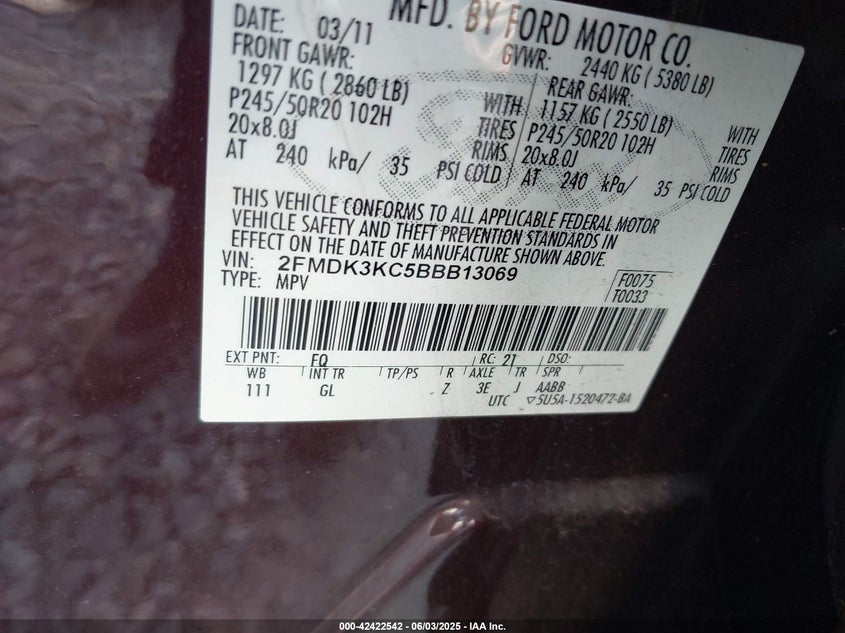 MFD. BY FORD MOTOR CO.
DATE: 03/11 GVWR: 2440 KG ( 5380 LB)
FRONT GAWR: REAR GAWR:
1297 KG ( 2860 LB) WITH 1157 KG ( 2550 LB) WITH
P245/50R20 102H TIRES P245/50R20 102H TIRES
20x8.0J RIMS 20x8.0J RIMS
AT 240 kPa/ 35 PSI COLD AT 240 kPa/ 35 PSI COLD
THIS VEHICLE CONFORMS TO ALL APPLICABLE FEDERAL MOTOR
VEHICLE SAFETY AND THEFT PREVENTION STANDARDS IN
EFFECT ON THE DATE OF MANUFACTURE SHOWN ABOVE.
VIN: 2FMDK3KC5BBB13069 F0075
TYPE: MPV T0033
EXT PNT: FQ RC: 21 DSO:
WB INT TR TP/PS R AXLE TR SPR
111 GL Z 3E J AABB
UTC ▽5U5A-1520472-BA
000-42422542 - 06/03/2025 - IAA Inc.